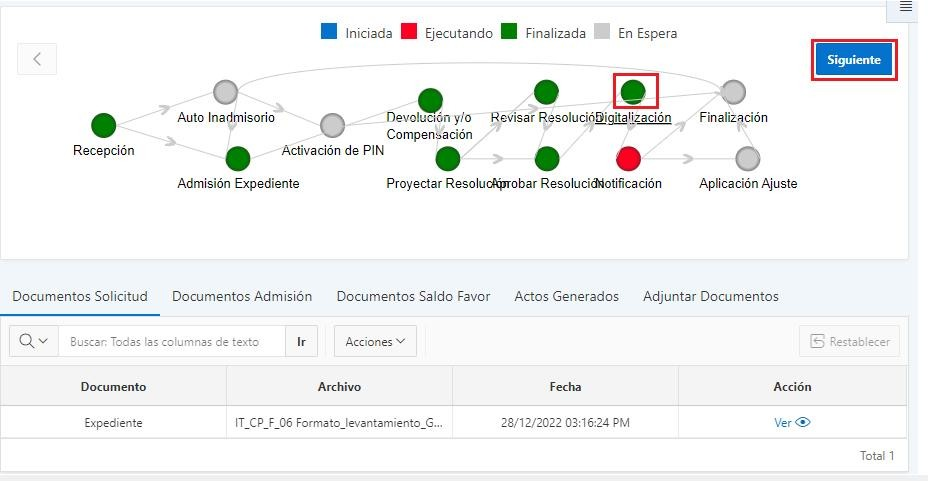 Iniciada Ejecutando Finalizada En Espera
Siguiente
Auto Inadmisorio
Devolución y/o
Compensación
Revisar Resolución
Digitalización
Finalización
Recepción
Activación de PIN
Admisión Expediente
Proyectar Resolución
Aprobar Resolución
Notificación
Aplicación Ajuste
Documentos Solicitud Documentos Admisión Documentos Saldo Favor Actos Generados Adjuntar Documentos
Buscar: Todas las columnas de texto Ir Acciones Restablecer
Documento Archivo Fecha Acción
Expediente IT_CP_F_06 Formato_levantamiento_G... 28/12/2022 03:16:24 PM Ver
Total 1